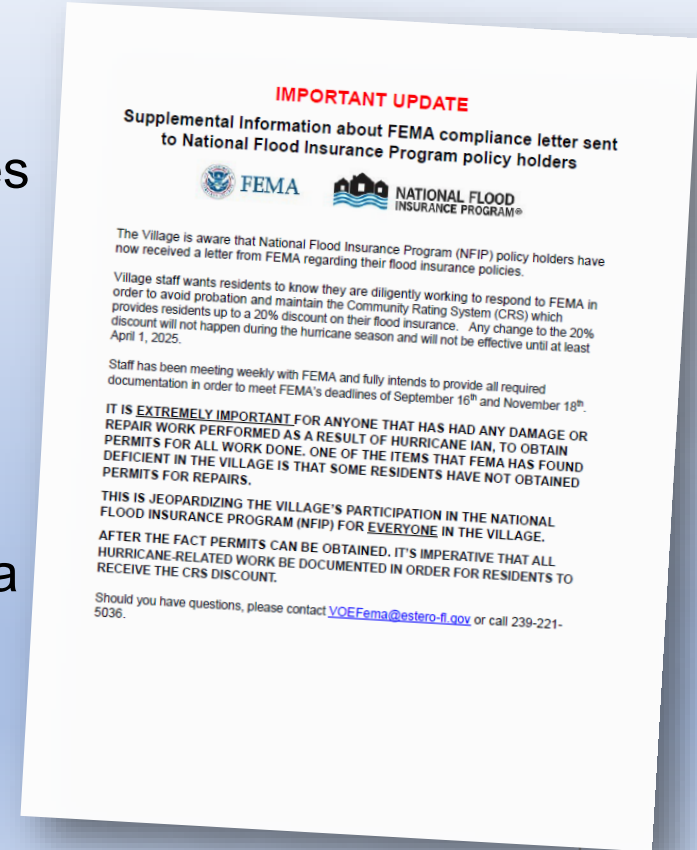 es
a
IMPORTANT UPDATE
Supplemental Information about FEMA compliance letter sent
to National Flood Insurance Program policy holders
FEMA
NATIONAL FLOOD
INSURANCE PROGRAM®
The Village is aware that National Flood Insurance Program (NFIP) policy holders have
now received a letter from FEMA regarding their flood insurance policies.
Village staff wants residents to know they are diligently working to respond to FEMA in
order to avoid probation and maintain the Community Rating System (CRS) which
provides residents up to a 20% discount on their flood insurance. Any change to the 20%
discount will not happen during the hurricane season and will not be effective until at least
April 1, 2025.
Staff has been meeting weekly with FEMA and fully intends to provide all required
documentation in order to meet FEMA's deadlines of September 16th and November 18th.
IT IS EXTREMELY IMPORTANT FOR ANYONE THAT HAS HAD ANY DAMAGE OR
REPAIR WORK PERFORMED AS A RESULT OF HURRICANE IAN, TO OBTAIN
PERMITS FOR ALL WORK DONE. ONE OF THE ITEMS THAT FEMA HAS FOUND
DEFICIENT IN THE VILLAGE IS THAT SOME RESIDENTS HAVE NOT OBTAINED
PERMITS FOR REPAIRS.
THIS IS JEOPARDIZING THE VILLAGE'S PARTICIPATION IN THE NATIONAL
FLOOD INSURANCE PROGRAM (NFIP) FOR EVERYONE IN THE VILLAGE.
AFTER THE FACT PERMITS CAN BE OBTAINED. IT'S IMPERATIVE THAT ALL
HURRICANE-RELATED WORK BE DOCUMENTED IN ORDER FOR RESIDENTS TO
RECEIVE THE CRS DISCOUNT.
Should you have questions, please contact VOEFema@estero-fl.gov or call 239-221-
5036.